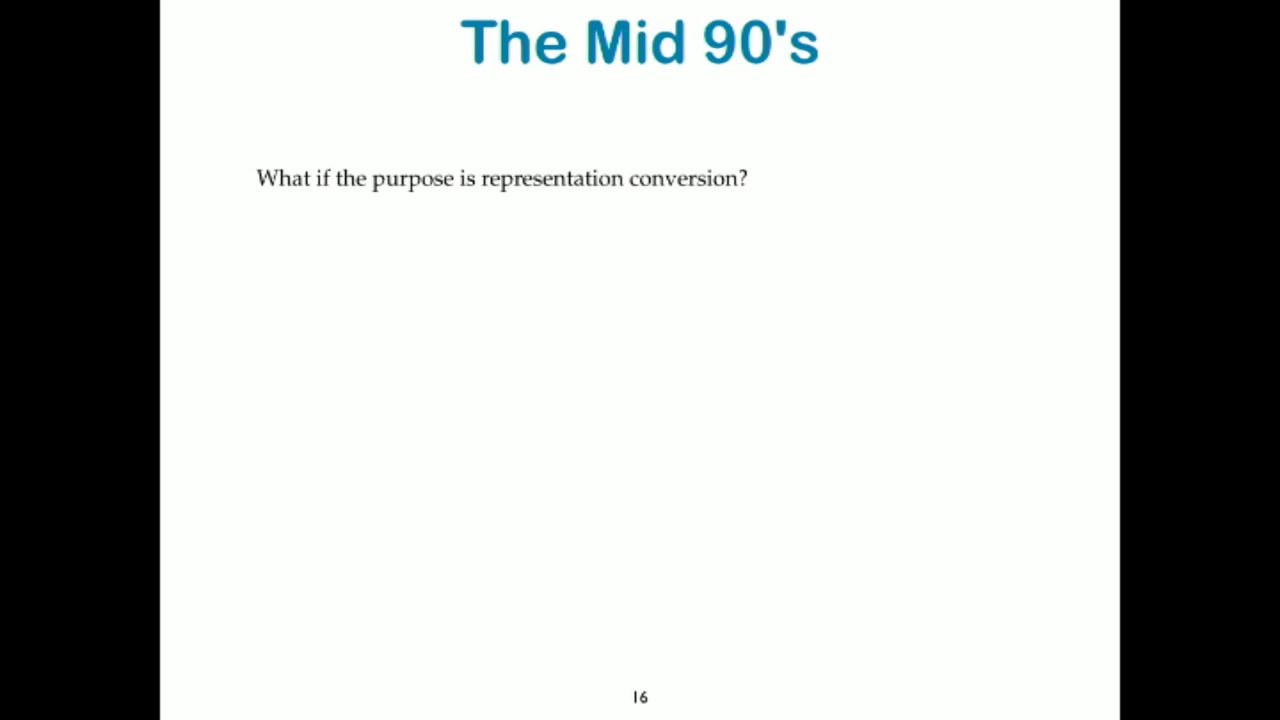 The Mid 90's
What if the purpose is representation conversion?
16